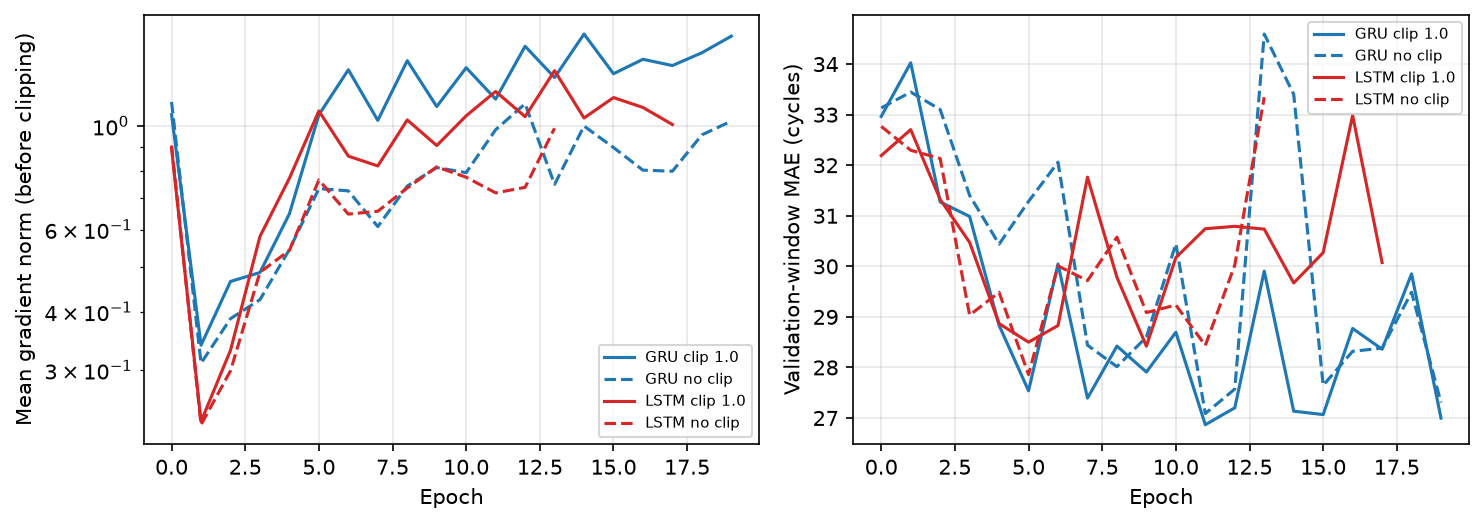 Mean gradient norm (before clipping)
10⁰
6 × 10⁻¹
4 × 10⁻¹
3 × 10⁻¹
GRU clip 1.0
GRU no clip
LSTM clip 1.0
LSTM no clip
0.0 2.5 5.0 7.5 10.0 12.5 15.0 17.5
Epoch
Validation-window MAE (cycles)
34
33
32
31
30
29
28
27
GRU clip 1.0
GRU no clip
LSTM clip 1.0
LSTM no clip
0.0 2.5 5.0 7.5 10.0 12.5 15.0 17.5
Epoch